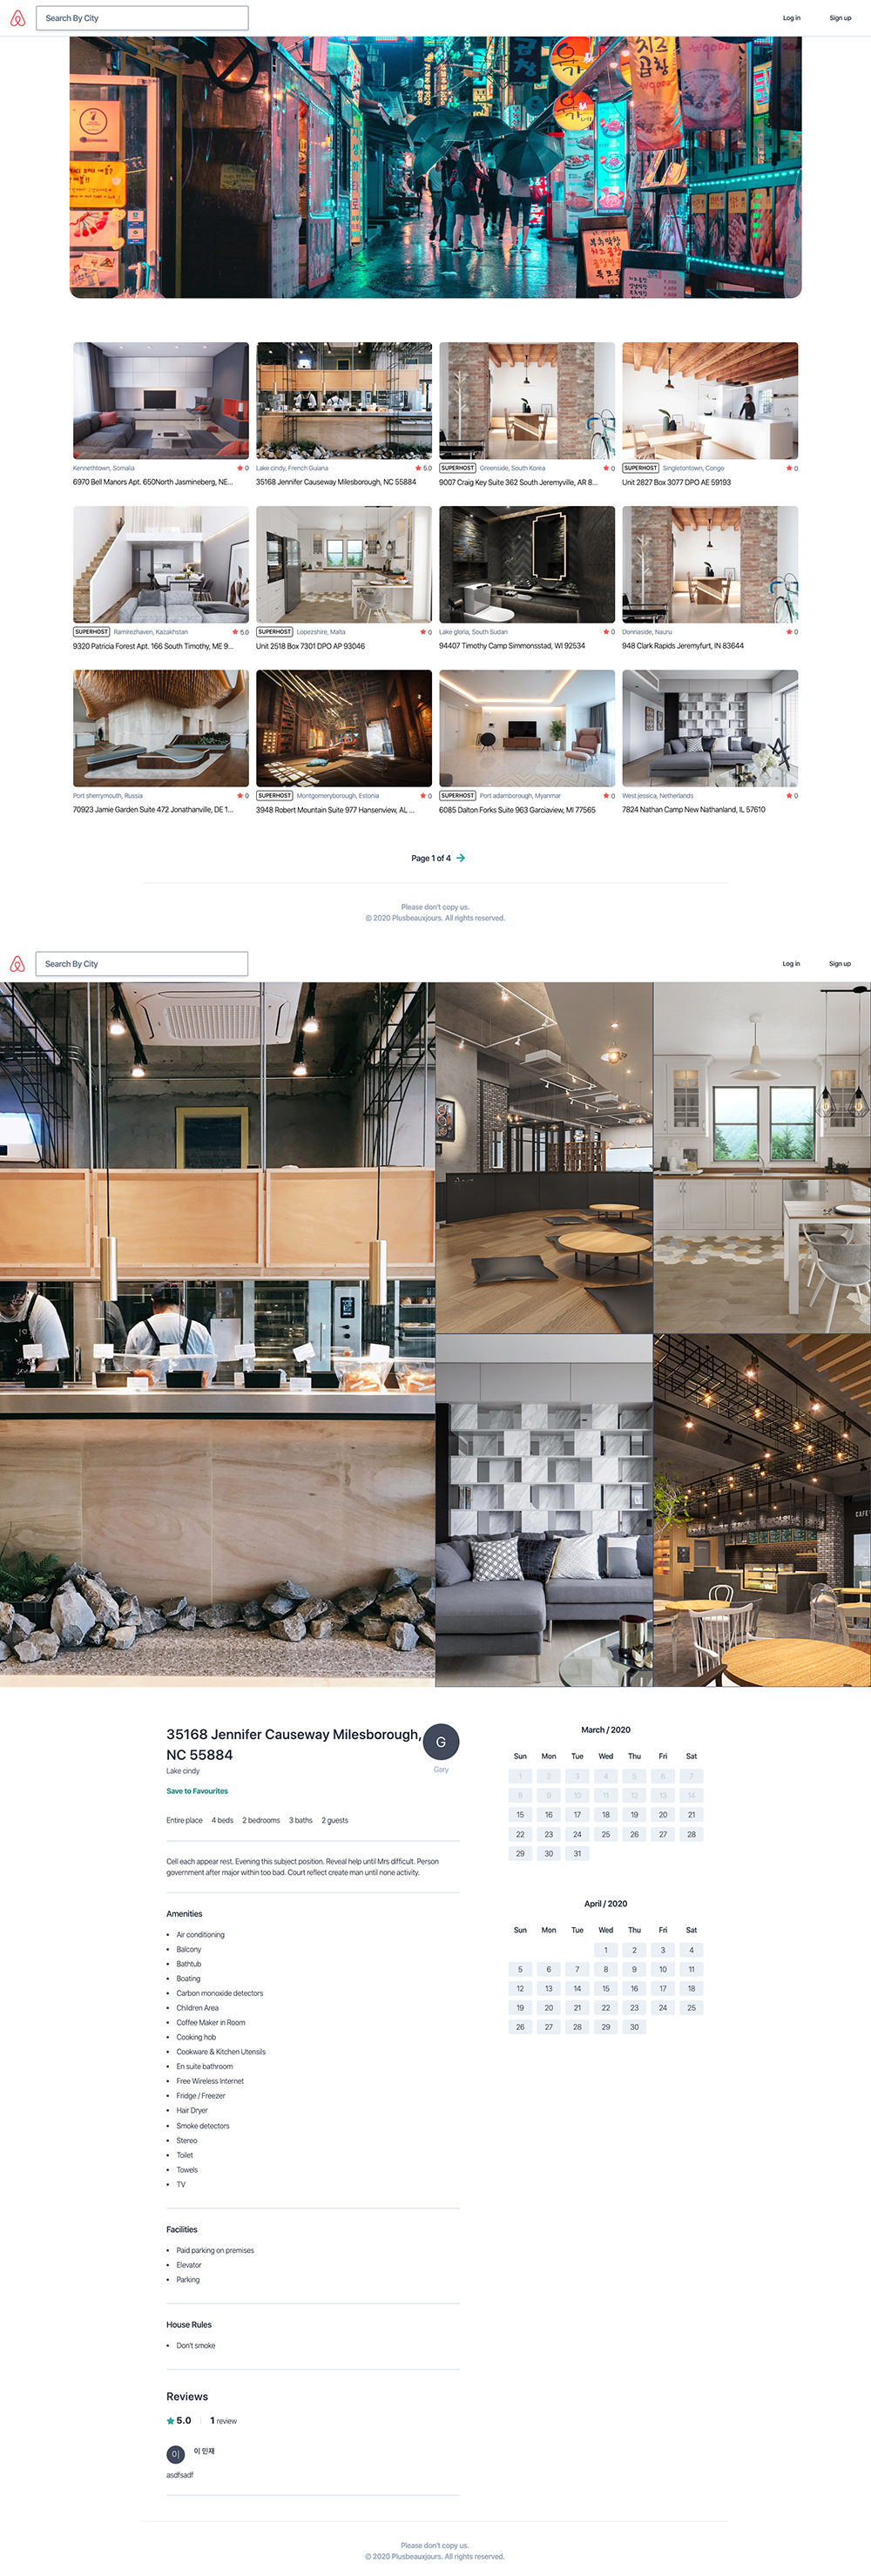 Search By City
Log in
Sign up
치즈
곱창
Kennethtown, Somalia
★ 0
6970 Bell Manors Apt. 650North Jasmineberg, NE...
Lake cindy, French Guiana
★ 5.0
35168 Jennifer Causeway Milesborough, NC 55884
SUPERHOST Greenside, South Korea
★ 0
9007 Craig Key Suite 362 South Jeremyville, AR 8...
SUPERHOST Singletontown, Congo
★ 0
Unit 2827 Box 3077 DPO AE 59193
SUPERHOST Ramirezhaven, Kazakhstan
★ 5.0
9320 Patricia Forest Apt. 166 South Timothy, ME 9...
SUPERHOST Lopezshire, Malta
★ 0
Unit 2518 Box 7301 DPO AP 93046
Lake gloria, South Sudan
★ 0
94407 Timothy Camp Simmonsstad, WI 92534
Donnaside, Nauru
★ 0
948 Clark Rapids Jeremyfurt, IN 83644
Port sherrymouth, Russia
★ 0
70923 Jamie Garden Suite 472 Jonathanville, DE 1...
SUPERHOST Montgomeryborough, Estonia
★ 0
3948 Robert Mountain Suite 977 Hansenview, AL ...
SUPERHOST Port adamborough, Myanmar
★ 0
6085 Dalton Forks Suite 963 Garciaview, MI 77565
West jessica, Netherlands
★ 0
7824 Nathan Camp New Nathanland, IL 57610
Page 1 of 4 →
Please don't copy us.
© 2020 Plusbeauxjours. All rights reserved.
Search By City
Log in
Sign up
CAFE
35168 Jennifer Causeway Milesborough,
NC 55884
Lake cindy
G
Gary
Save to Favourites
Entire place 4 beds 2 bedrooms 3 baths 2 guests
Cell each appear rest. Evening this subject position. Reveal help until Mrs difficult. Person
government after major within too bad. Court reflect create man until none activity.
Amenities
• Air conditioning
• Balcony
• Bathtub
• Boating
• Carbon monoxide detectors
• Children Area
• Coffee Maker in Room
• Cooking hob
• Cookware & Kitchen Utensils
• En suite bathroom
• Free Wireless Internet
• Fridge / Freezer
• Hair Dryer
• Smoke detectors
• Stereo
• Toilet
• Towels
• TV
Facilities
• Paid parking on premises
• Elevator
• Parking
House Rules
• Don't smoke
Reviews
★ 5.0 1 review
이
이 민재
asdfsadf
March / 2020
Sun Mon Tue Wed Thu Fri Sat
1 2 3 4 5 6 7
8 9 10 11 12 13 14
15 16 17 18 19 20 21
22 23 24 25 26 27 28
29 30 31
April / 2020
Sun Mon Tue Wed Thu Fri Sat
1 2 3 4
5 6 7 8 9 10 11
12 13 14 15 16 17 18
19 20 21 22 23 24 25
26 27 28 29 30
Please don't copy us.
© 2020 Plusbeauxjours. All rights reserved.